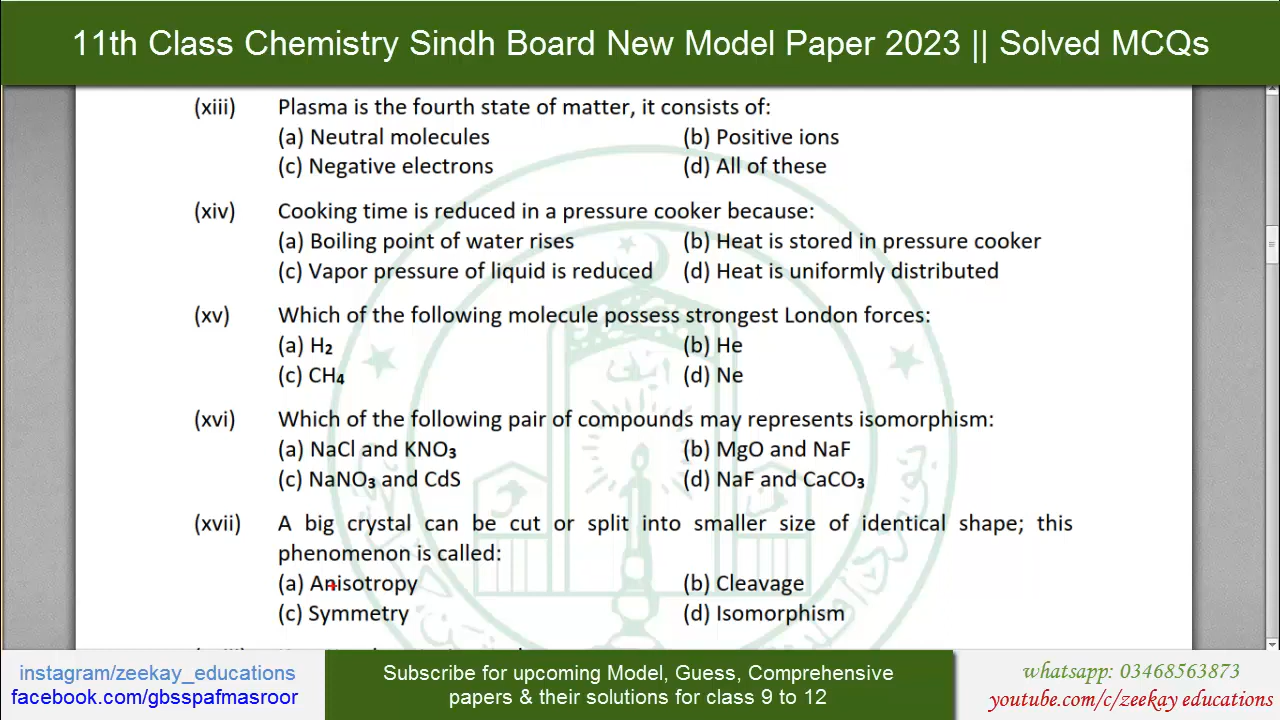 11th Class Chemistry Sindh Board New Model Paper 2023 || Solved MCQs
(xiii) Plasma is the fourth state of matter, it consists of:
(a) Neutral molecules (b) Positive ions
(c) Negative electrons (d) All of these
(xiv) Cooking time is reduced in a pressure cooker because:
(a) Boiling point of water rises (b) Heat is stored in pressure cooker
(c) Vapor pressure of liquid is reduced (d) Heat is uniformly distributed
(xv) Which of the following molecule possess strongest London forces:
(a) H₂ (b) He
(c) CH₄ (d) Ne
(xvi) Which of the following pair of compounds may represents isomorphism:
(a) NaCl and KNO₃ (b) MgO and NaF
(c) NaNO₃ and CdS (d) NaF and CaCO₃
(xvii) A big crystal can be cut or split into smaller size of identical shape; this
phenomenon is called:
(a) Anisotropy (b) Cleavage
(c) Symmetry (d) Isomorphism
instagram/zeekay_educations
facebook.com/gbsspafmasroor
Subscribe for upcoming Model, Guess, Comprehensive
papers & their solutions for class 9 to 12
whatsapp: 03468563873
youtube.com/c/zeekay educations